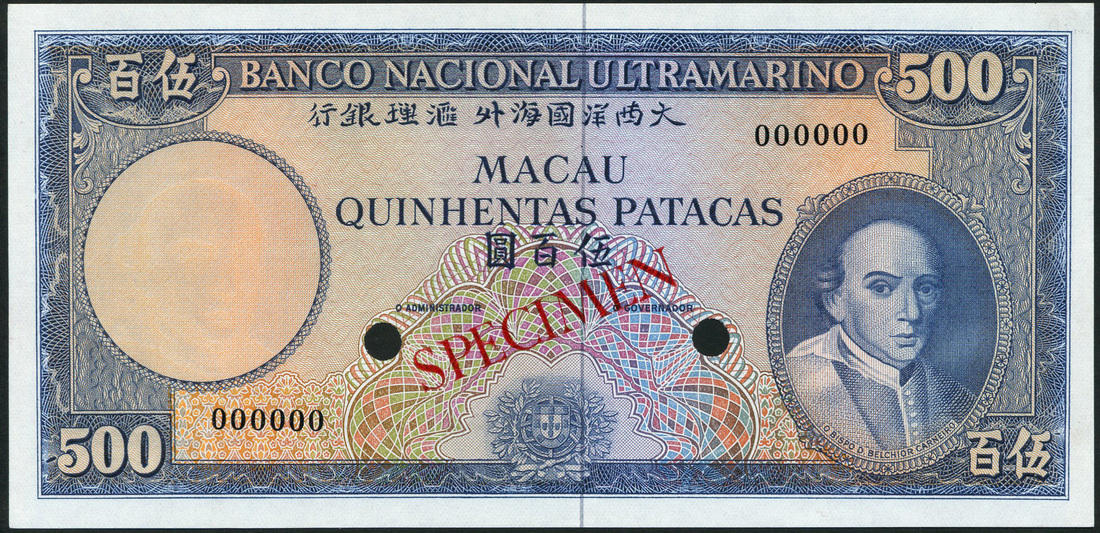 伍百
BANCO NACIONAL ULTRAMARINO
500
大西洋國海外滙理銀行
000000
MACAU
QUINHENTAS PATACAS
伍百圓
SPECIMEN
O ADMINISTRADOR
GOVERNADOR
000000
O BISPO D. BELCHIOR CARNEIRO
500
伍百